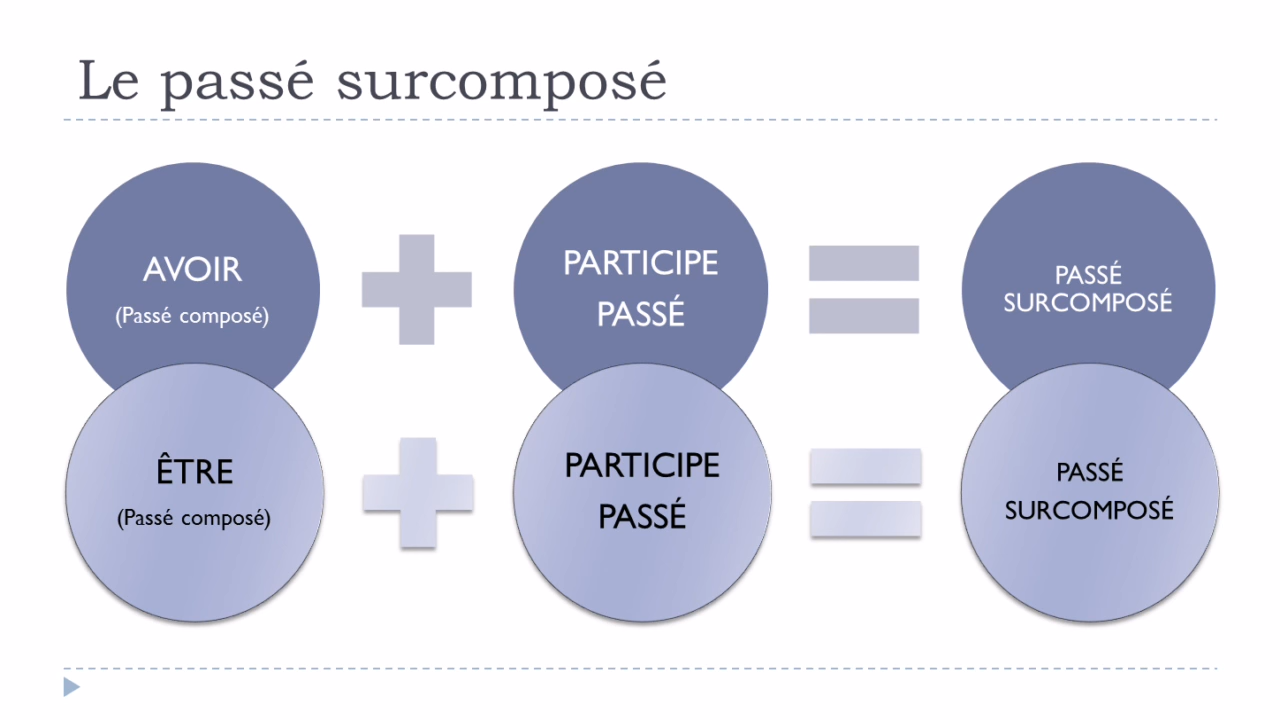 Le passé surcomposé
AVOIR
(Passé composé)
PARTICIPE
PASSÉ
PASSÉ
SURCOMPOSÉ
ÊTRE
(Passé composé)
PARTICIPE
PASSÉ
PASSÉ
SURCOMPOSÉ